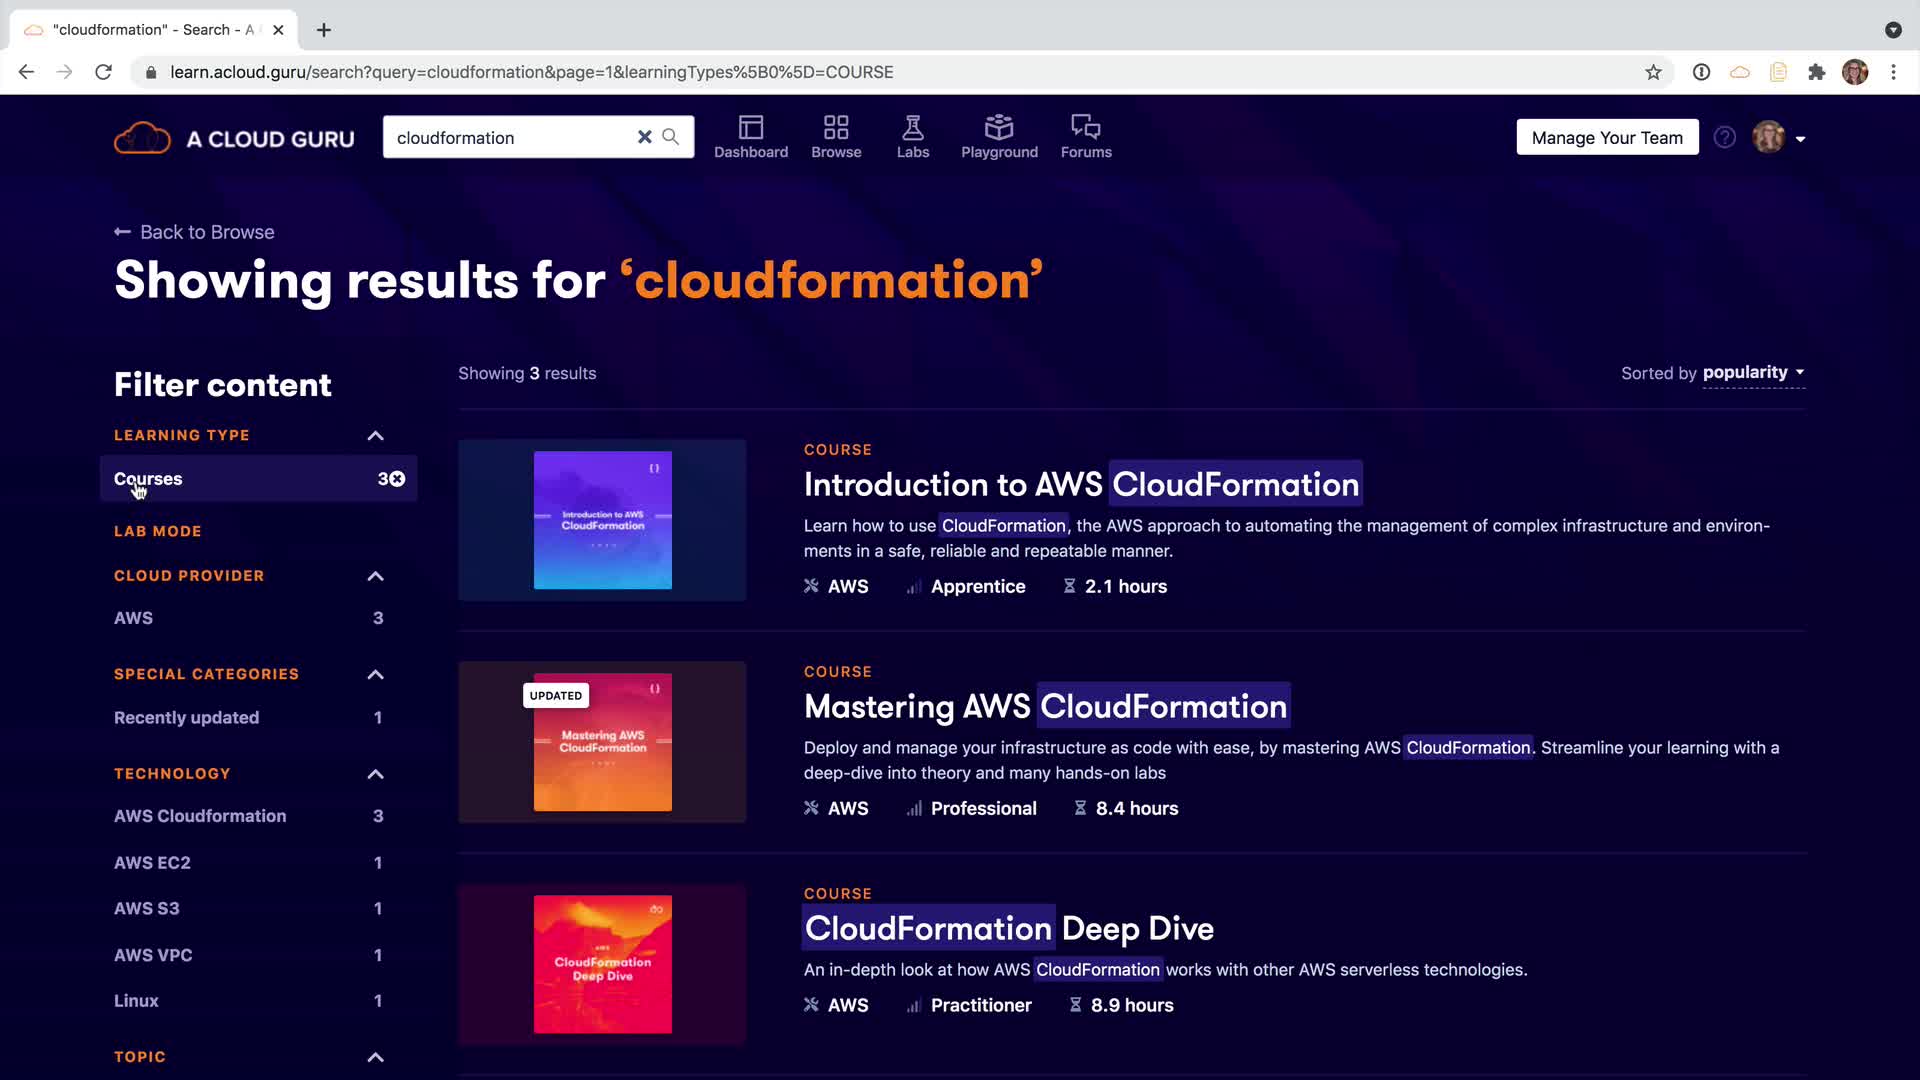 "cloudformation" - Search - A
learn.acloud.guru/search?query=cloudformation&page=1&learningTypes%5B0%5D=COURSE
A CLOUD GURU
cloudformation
Dashboard
Browse
Labs
Playground
Forums
Manage Your Team
Back to Browse
Showing results for ‘cloudformation’
Filter content
Showing 3 results
Sorted by popularity
LEARNING TYPE
Courses 3
LAB MODE
CLOUD PROVIDER
AWS 3
SPECIAL CATEGORIES
Recently updated 1
TECHNOLOGY
AWS Cloudformation 3
AWS EC2 1
AWS S3 1
AWS VPC 1
Linux 1
TOPIC
Introduction to AWS
CloudFormation
COURSE
Introduction to AWS CloudFormation
Learn how to use CloudFormation, the AWS approach to automating the management of complex infrastructure and environ-
ments in a safe, reliable and repeatable manner.
AWS Apprentice 2.1 hours
UPDATED
Mastering AWS
CloudFormation
COURSE
Mastering AWS CloudFormation
Deploy and manage your infrastructure as code with ease, by mastering AWS CloudFormation. Streamline your learning with a
deep-dive into theory and many hands-on labs
AWS Professional 8.4 hours
AWS
CloudFormation
Deep Dive
COURSE
CloudFormation Deep Dive
An in-depth look at how AWS CloudFormation works with other AWS serverless technologies.
AWS Practitioner 8.9 hours